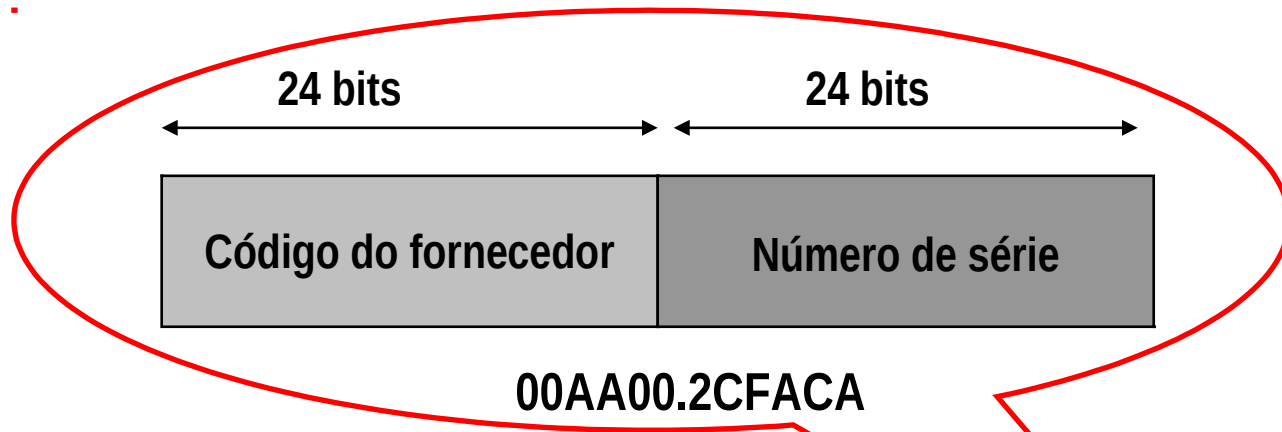 24 bits 24 bits
Código do fornecedor Número de série
00AA00.2CFACA